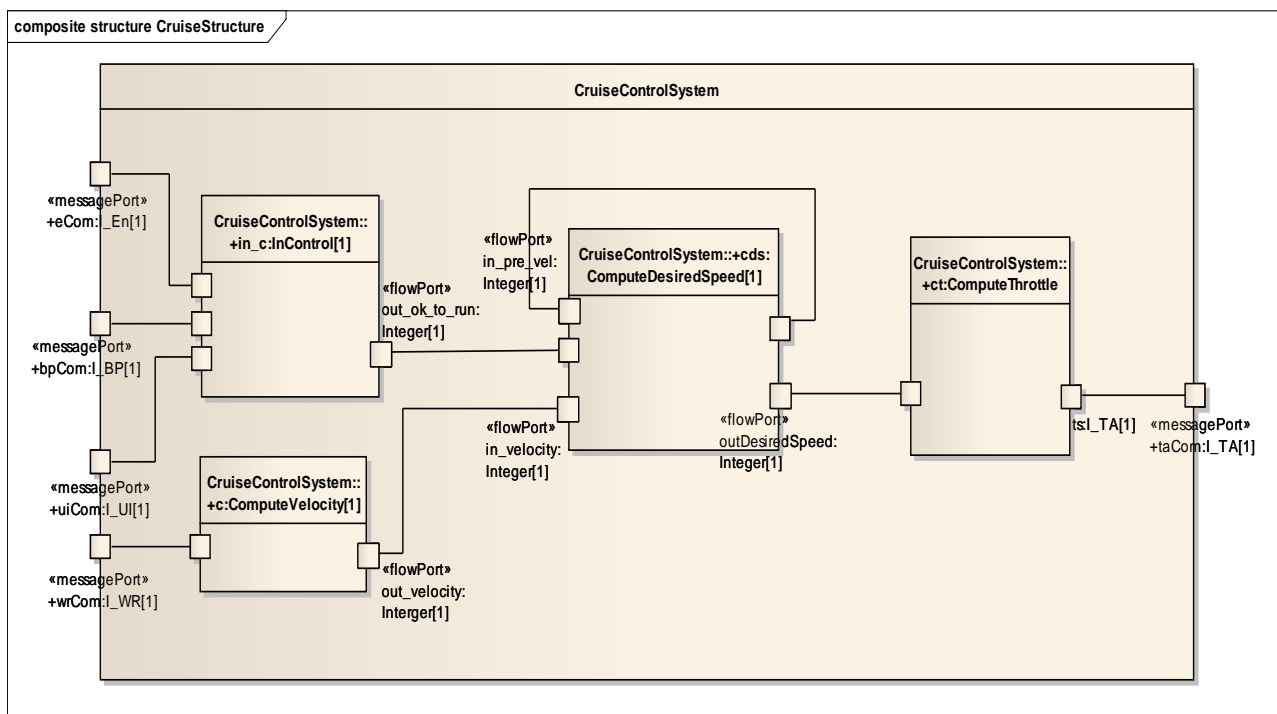 composite structure CruiseStructure
CruiseControlSystem
«messagePort»
+eCom:I_En[1]
CruiseControlSystem::
+in_c:InControl[1]
«flowPort»
out_ok_to_run:
Integer[1]
«messagePort»
+bpCom:I_BP[1]
«messagePort»
+uiCom:I_UI[1]
CruiseControlSystem::
+c:ComputeVelocity[1]
«messagePort»
+wrCom:I_WR[1]
«flowPort»
out_velocity:
Interger[1]
«flowPort»
in_pre_vel:
Integer[1]
CruiseControlSystem::+cds:
ComputeDesiredSpeed[1]
«flowPort»
in_velocity:
Integer[1]
«flowPort»
outDesiredSpeed:
Integer[1]
CruiseControlSystem::
+ct:ComputeThrottle
ts:I_TA[1]
«messagePort»
+taCom:I_TA[1]